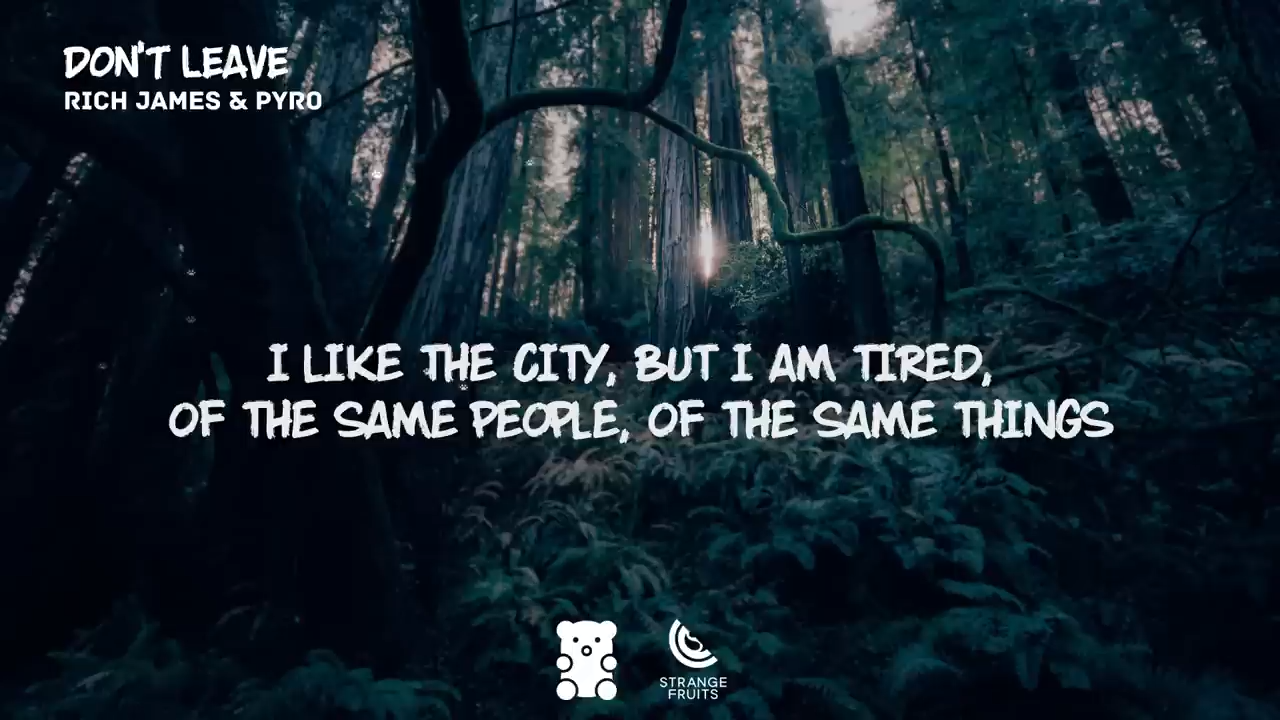 DON'T LEAVE
RICH JAMES & PYRO
I LIKE THE CITY, BUT I AM TIRED,
OF THE SAME PEOPLE, OF THE SAME THINGS
STRANGE
FRUITS